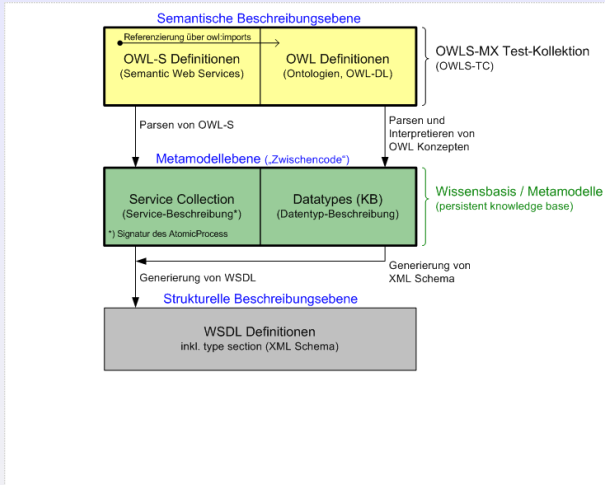 Semantische Beschreibungsebene
Referenzierung über owl:imports
OWL-S Definitionen
(Semantic Web Services)
OWL Definitionen
(Ontologien, OWL-DL)
OWLS-MX Test-Kollektion
(OWLS-TC)
Parsen von OWL-S
Parsen und
Interpretieren von
OWL Konzepten
Metamodellebene („Zwischencode“)
Service Collection
(Service-Beschreibung*)
*) Signatur des AtomicProcess
Datatypes (KB)
(Datentyp-Beschreibung)
Wissensbasis / Metamodelle
(persistent knowledge base)
Generierung von WSDL
Generierung von
XML Schema
Strukturelle Beschreibungsebene
WSDL Definitionen
inkl. type section (XML Schema)